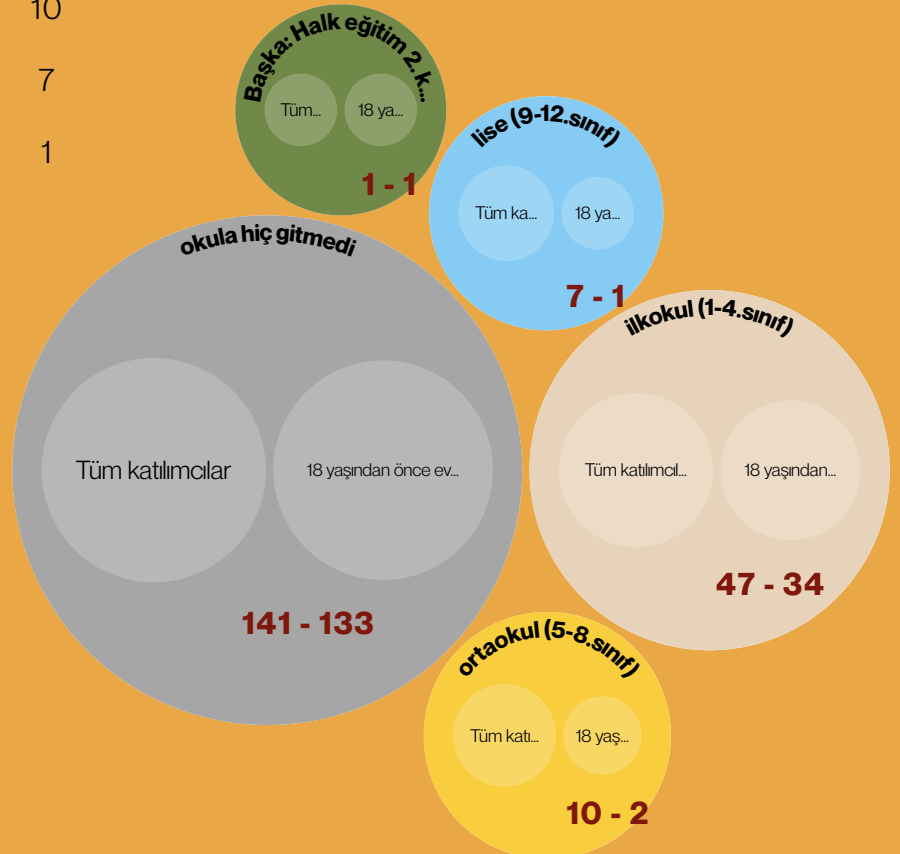 10
7
1
Başka: Halk eğitim 2. k...
Tüm...
18 ya...
1 - 1
lise (9-12.sınıf)
Tüm ka...
18 ya...
7 - 1
okula hiç gitmedi
Tüm katılımcılar
18 yaşından önce ev...
141 - 133
ilkokul (1-4.sınıf)
Tüm katılımcıl...
18 yaşından...
47 - 34
ortaokul (5-8.sınıf)
Tüm katı...
18 yaş...
10 - 2